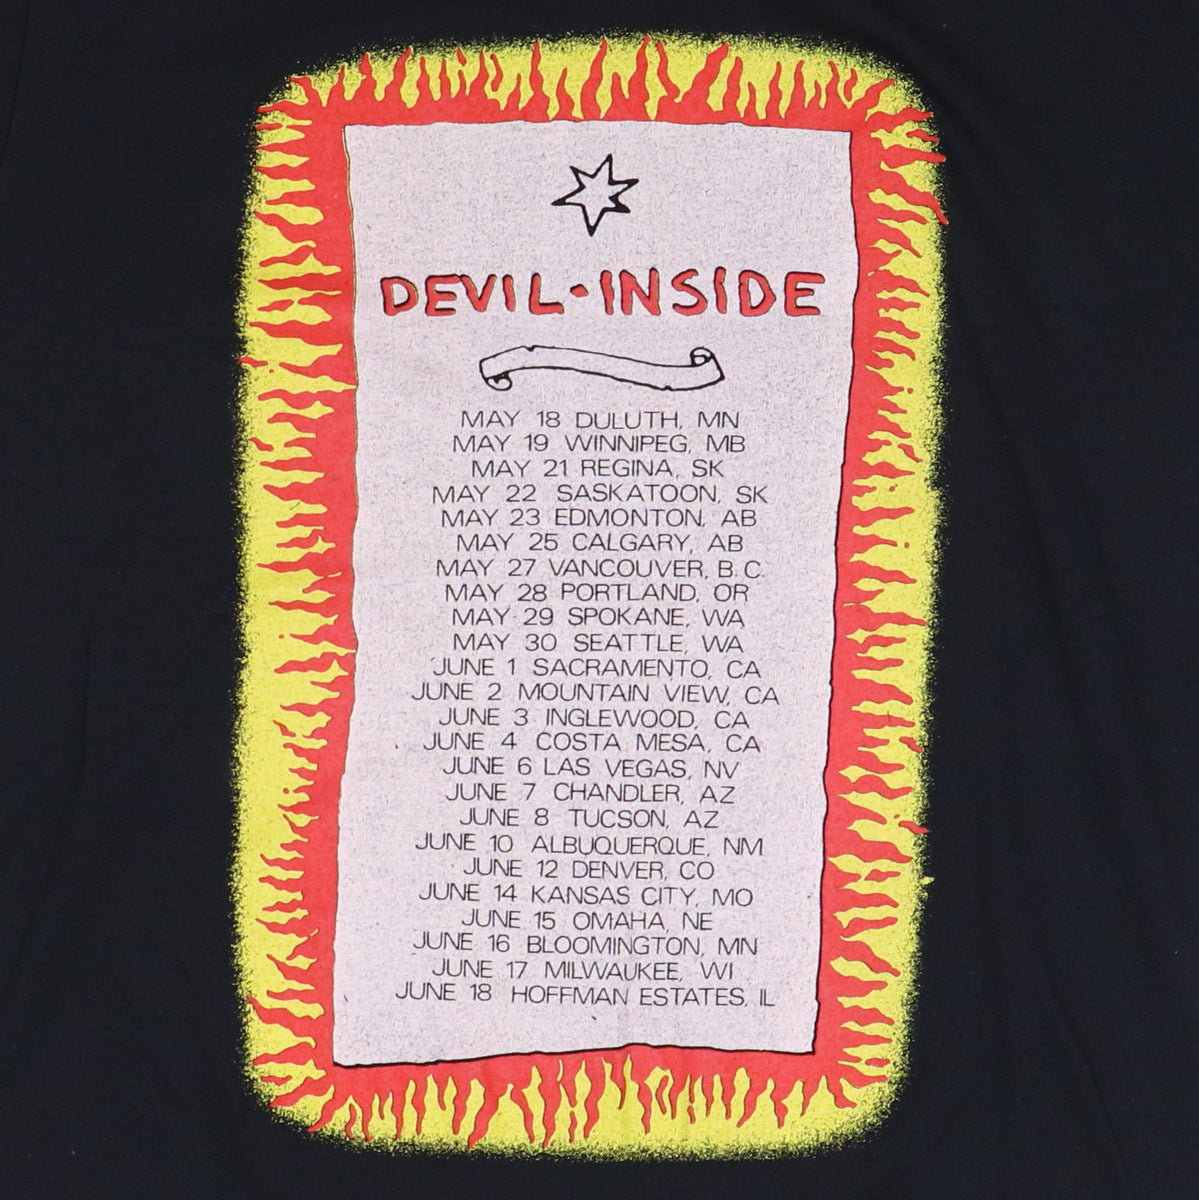 DEVIL·INSIDE
MAY 18 DULUTH, MN
MAY 19 WINNIPEG, MB
MAY 21 REGINA, SK
MAY 22 SASKATOON, SK
MAY 23 EDMONTON, AB
MAY 25 CALGARY, AB
MAY 27 VANCOUVER, B.C.
MAY 28 PORTLAND, OR
MAY 29 SPOKANE, WA
MAY 30 SEATTLE, WA
JUNE 1 SACRAMENTO, CA
JUNE 2 MOUNTAIN VIEW, CA
JUNE 3 INGLEWOOD, CA
JUNE 4 COSTA MESA, CA
JUNE 6 LAS VEGAS, NV
JUNE 7 CHANDLER, AZ
JUNE 8 TUCSON, AZ
JUNE 10 ALBUQUERQUE, NM
JUNE 12 DENVER, CO
JUNE 14 KANSAS CITY, MO
JUNE 15 OMAHA, NE
JUNE 16 BLOOMINGTON, MN
JUNE 17 MILWAUKEE, WI
JUNE 18 HOFFMAN ESTATES, IL